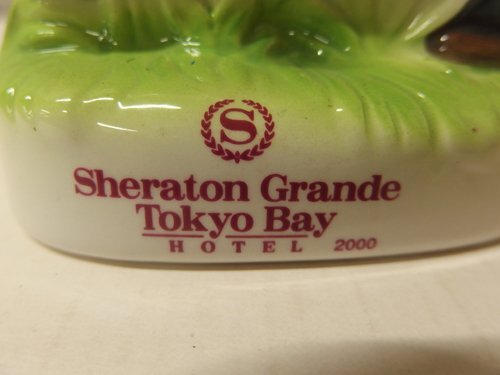 S
Sheraton Grande
Tokyo Bay
HOTEL 2000